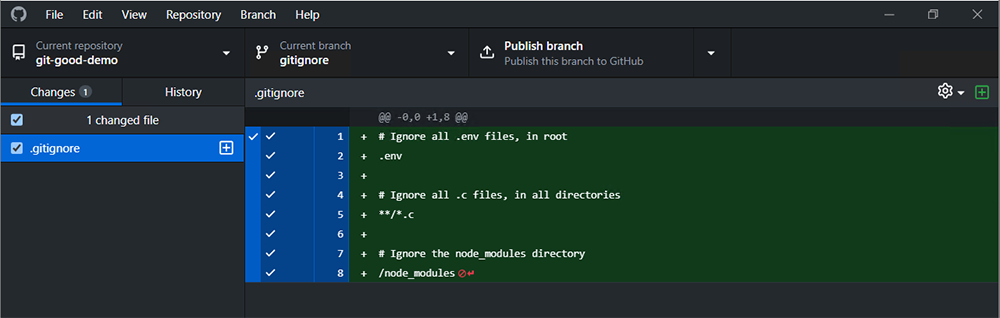 File Edit View Repository Branch Help
Current repository
git-good-demo
Current branch
gitignore
Publish branch
Publish this branch to GitHub
Changes 1 History
.gitignore
1 changed file
.gitignore
@@ -0,0 +1,8 @@
1 + # Ignore all .env files, in root
2 + .env
3 +
4 + # Ignore all .c files, in all directories
5 + **/*.c
6 +
7 + # Ignore the node_modules directory
8 + /node_modules